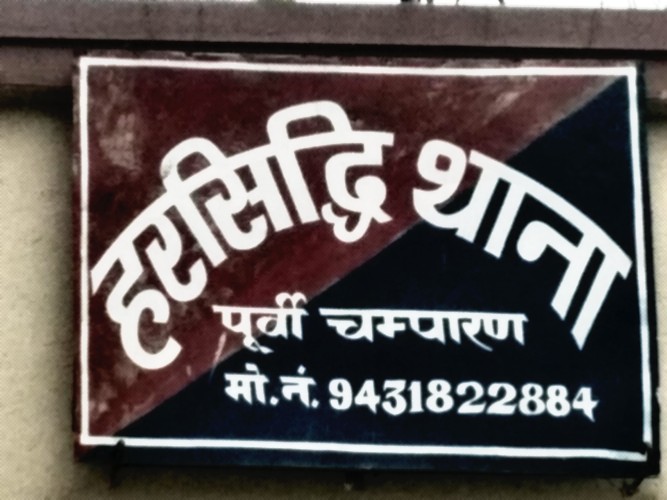 हरसिद्धि थाना
पूर्वी चम्पारण
मो.नं. 9431822884